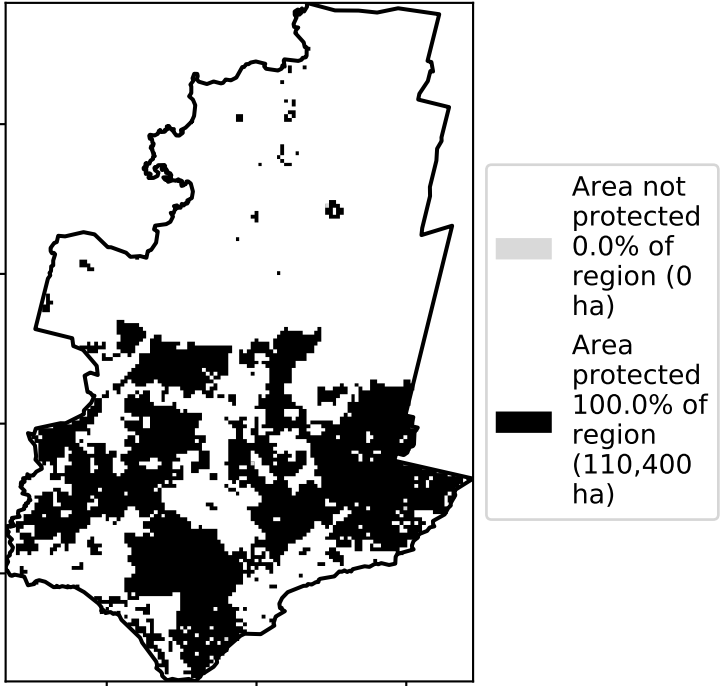 Area not
protected
0.0% of
region (0
ha)
Area
protected
100.0% of
region
(110,400
ha)